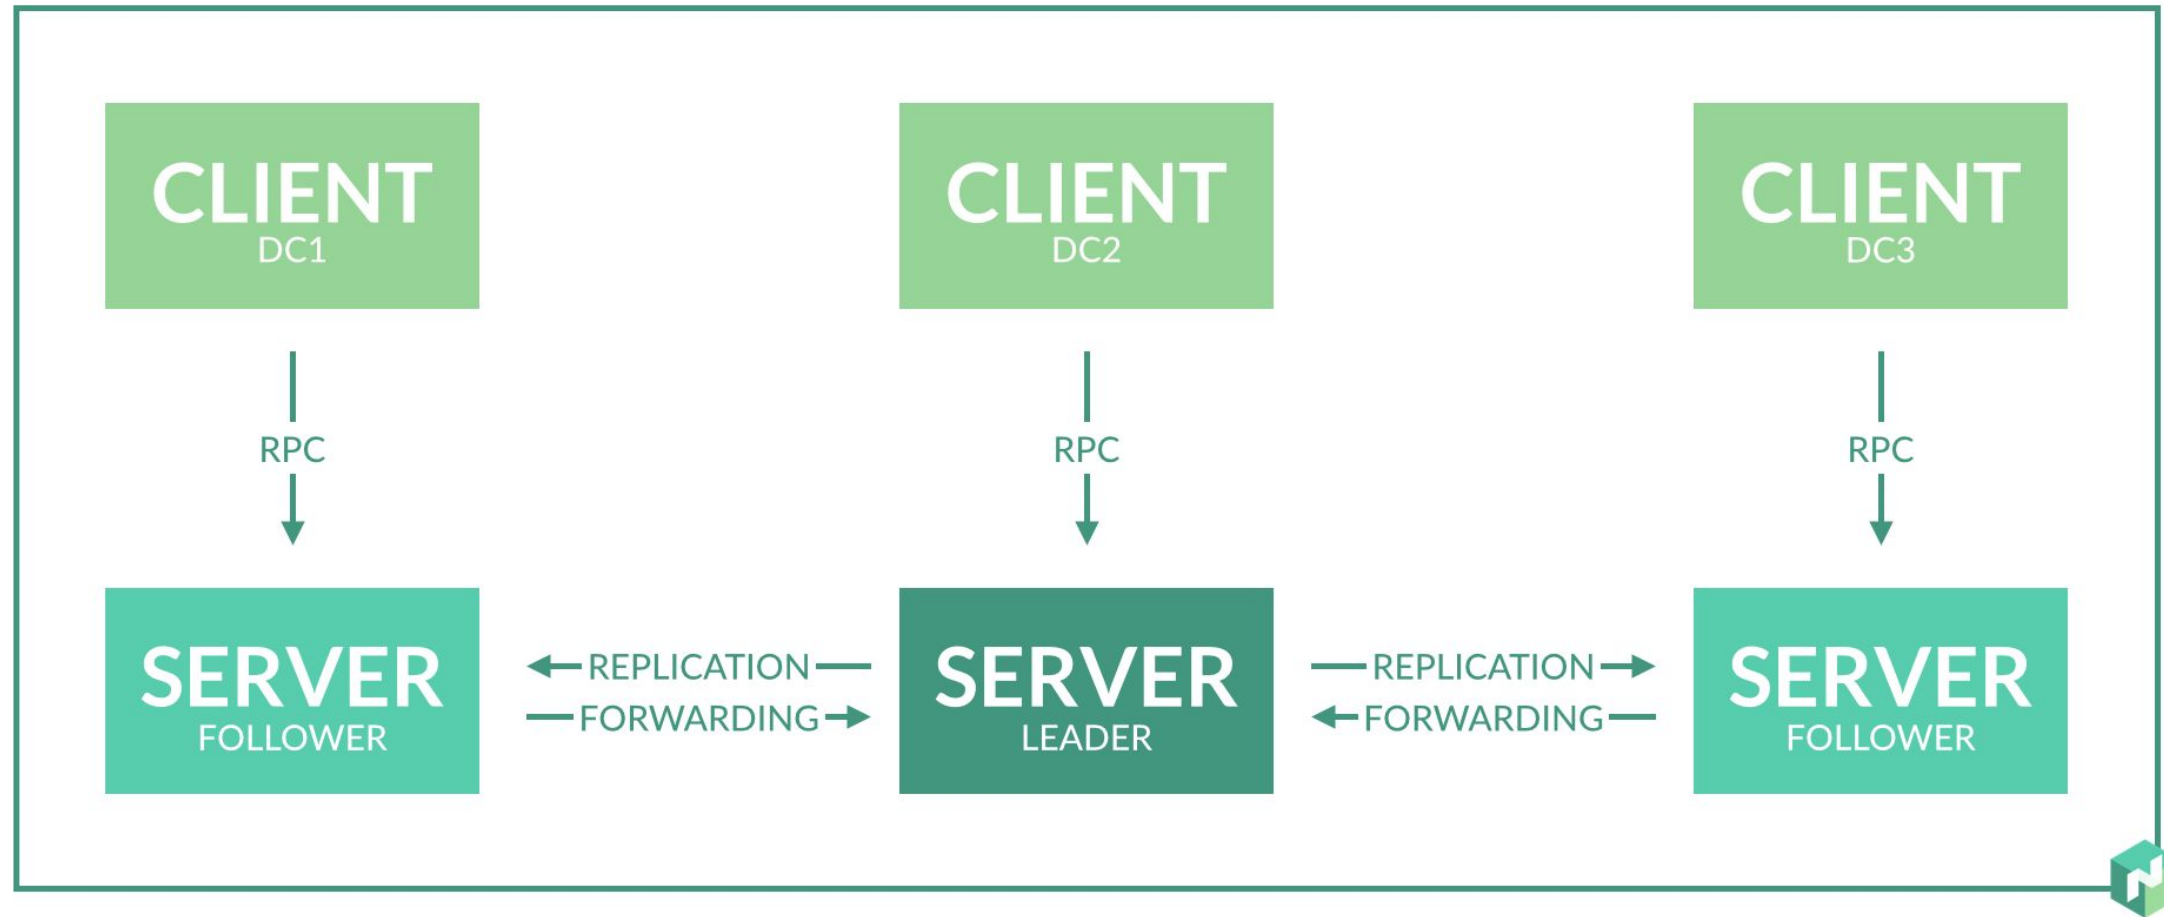 CLIENT
DC1
CLIENT
DC2
CLIENT
DC3
RPC
RPC
RPC
SERVER
FOLLOWER
REPLICATION
FORWARDING
SERVER
LEADER
REPLICATION
FORWARDING
SERVER
FOLLOWER